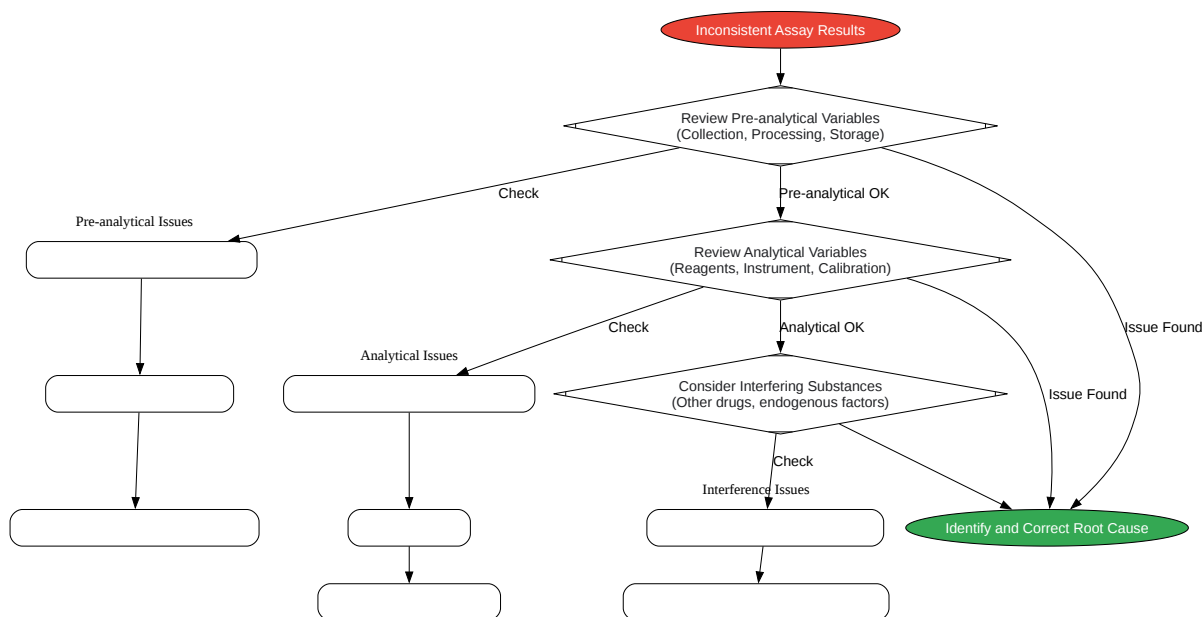 Inconsistent Assay Results
Review Pre-analytical Variables
(Collection, Processing, Storage)
Check
Pre-analytical OK
Pre-analytical Issues
Review Analytical Variables
(Reagents, Instrument, Calibration)
Check
Analytical OK
Issue Found
Analytical Issues
Consider Interfering Substances
(Other drugs, endogenous factors)
Issue Found
Check
Interference Issues
Identify and Correct Root Cause